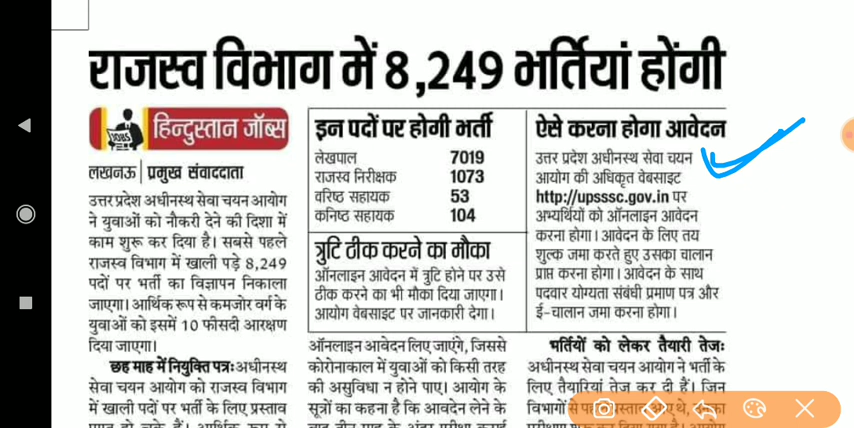 राजस्व विभाग में 8,249 भर्तियां होंगी
JOBS
हिन्दुस्तान जॉब्स
लखनऊ | प्रमुख संवाददाता
उत्तर प्रदेश अधीनस्थ सेवा चयन आयोग
ने युवाओं को नौकरी देने की दिशा में
काम शुरू कर दिया है। सबसे पहले
राजस्व विभाग में खाली पड़े 8,249
पदों पर भर्ती का विज्ञापन निकाला
जाएगा। आर्थिक रूप से कमजोर वर्ग के
युवाओं को इसमें 10 फीसदी आरक्षण
दिया जाएगा।
छह माह में नियुक्ति पत्र: अधीनस्थ
सेवा चयन आयोग को राजस्व विभाग
में खाली पदों पर भर्ती के लिए प्रस्ताव
इन पदों पर होगी भर्ती
लेखपाल 7019
राजस्व निरीक्षक 1073
वरिष्ठ सहायक 53
कनिष्ठ सहायक 104
त्रुटि ठीक करने का मौका
ऑनलाइन आवेदन में त्रुटि होने पर उसे
ठीक करने का भी मौका दिया जाएगा।
आयोग वेबसाइट पर जानकारी देगा।
ऑनलाइन आवेदन लिए जाएंगे, जिससे
कोरोनाकाल में युवाओं को किसी तरह
की असुविधा न होने पाए। आयोग के
सूत्रों का कहना है कि आवदेन लेने के
ऐसे करना होगा आवेदन
उत्तर प्रदेश अधीनस्थ सेवा चयन
आयोग की अधिकृत वेबसाइट
http://upsssc.gov.in पर
अभ्यर्थियों को ऑनलाइन आवेदन
करना होगा। आवेदन के लिए तय
शुल्क जमा करते हुए उसका चालान
प्राप्त करना होगा। आवेदन के साथ
पदवार योग्यता संबंधी प्रमाण पत्र और
ई-चालान जमा करना होगा।
भर्तियों को लेकर तैयारी तेज:
अधीनस्थ सेवा चयन आयोग ने भर्ती के
लिए तैयारियां तेज कर दी हैं। जिन
विभागों से